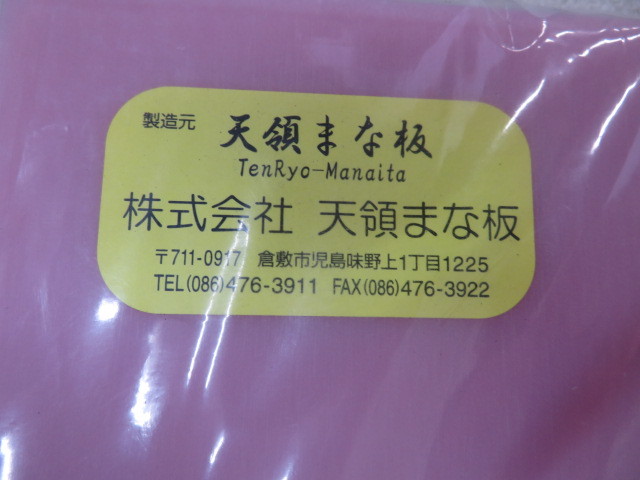 製造元 天領まな板
TenRyo-Manaita
株式会社 天領まな板
〒711-0917 倉敷市児島味野上1丁目1225
TEL(086)476-3911 FAX(086)476-3922